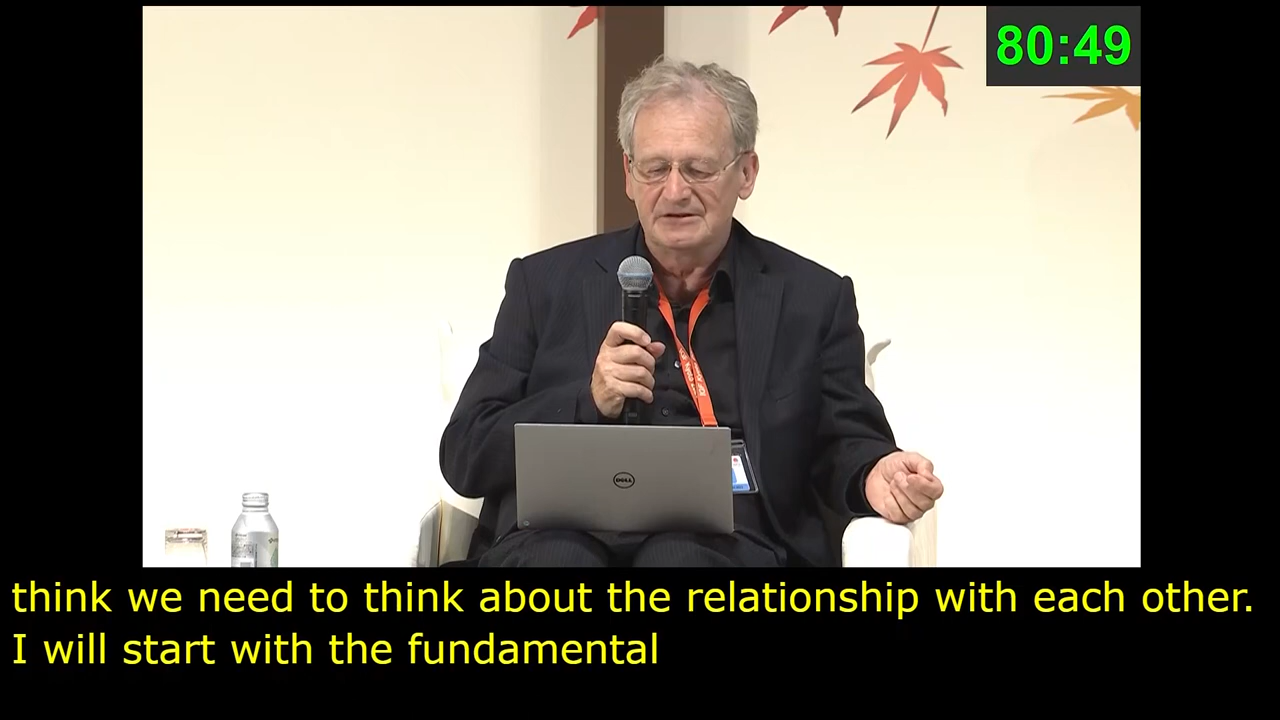 80:49
DELL
think we need to think about the relationship with each other.
I will start with the fundamental